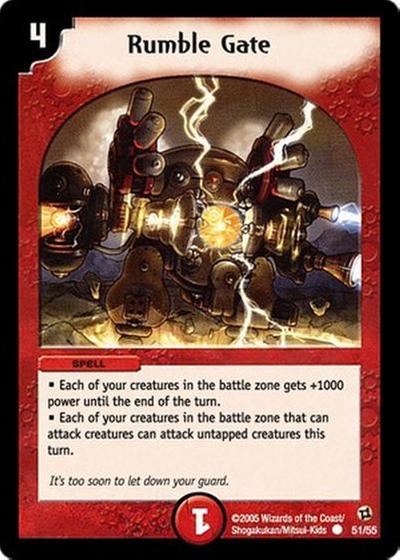 4
Rumble Gate
SPELL
▪ Each of your creatures in the battle zone gets +1000
power until the end of the turn.
▪ Each of your creatures in the battle zone that can
attack creatures can attack untapped creatures this
turn.
It's too soon to let down your guard.
1
©2005 Wizards of the Coast/
Shogakukan/Mitsui-Kids ● 51/55